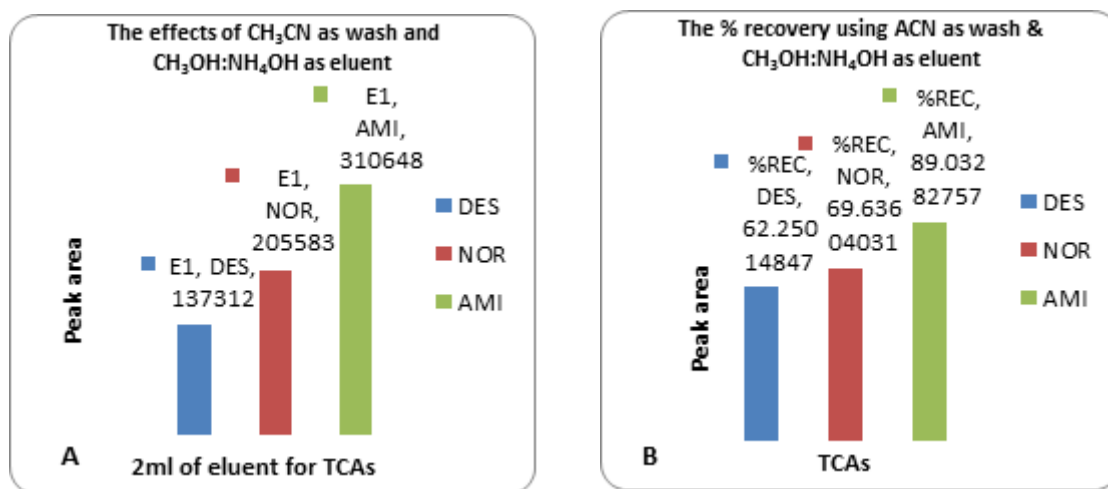 The effects of CH₃CN as wash and
CH₃OH:NH₄OH as eluent
E1,
AMI,
310648
E1,
NOR,
205583
E1, DES,
137312
DES
NOR
AMI
Peak area
A
2ml of eluent for TCAs
The % recovery using ACN as wash &
CH₃OH:NH₄OH as eluent
%REC,
AMI,
89.032
82757
%REC,
NOR,
69.636
04031
%REC,
DES,
62.250
14847
DES
NOR
AMI
Peak area
B
TCAs